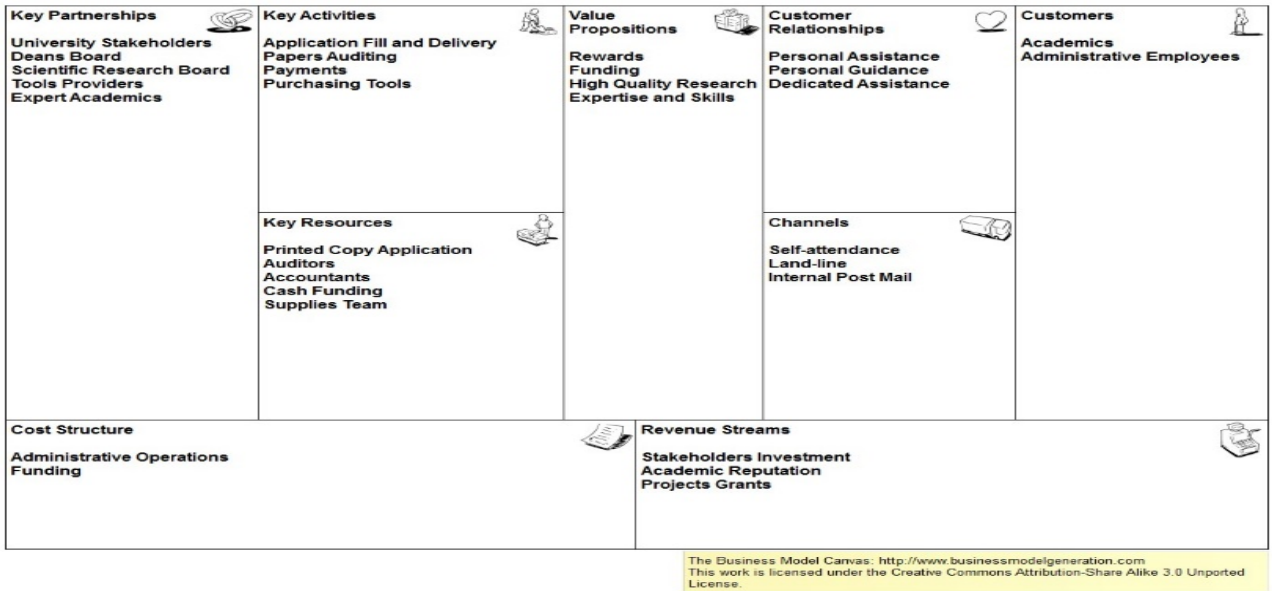 Key Partnerships
University Stakeholders
Deans Board
Scientific Research Board
Tools Providers
Expert Academics
Key Activities
Application Fill and Delivery
Papers Auditing
Payments
Purchasing Tools
Key Resources
Printed Copy Application
Auditors
Accountants
Cash Funding
Supplies Team
Value
Propositions
Rewards
Funding
High Quality Research
Expertise and Skills
Customer
Relationships
Personal Assistance
Personal Guidance
Dedicated Assistance
Channels
Self-attendance
Land-line
Internal Post Mail
Customers
Academics
Administrative Employees
Cost Structure
Administrative Operations
Funding
Revenue Streams
Stakeholders Investment
Academic Reputation
Projects Grants
The Business Model Canvas: http://www.businessmodelgeneration.com
This work is licensed under the Creative Commons Attribution-Share Alike 3.0 Unported
License.